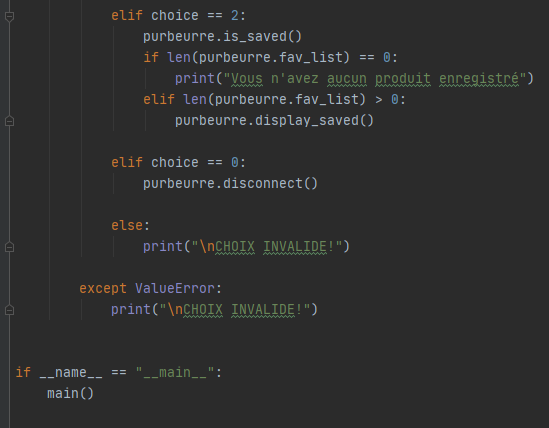 elif choice == 2:
purbeurre.is_saved()
if len(purbeurre.fav_list) == 0:
print("Vous n'avez aucun produit enregistré")
elif len(purbeurre.fav_list) > 0:
purbeurre.display_saved()
elif choice == 0:
purbeurre.disconnect()
else:
print("\nCHOIX INVALIDE!")
except ValueError:
print("\nCHOIX INVALIDE!")
if __name__ == "__main__":
main()